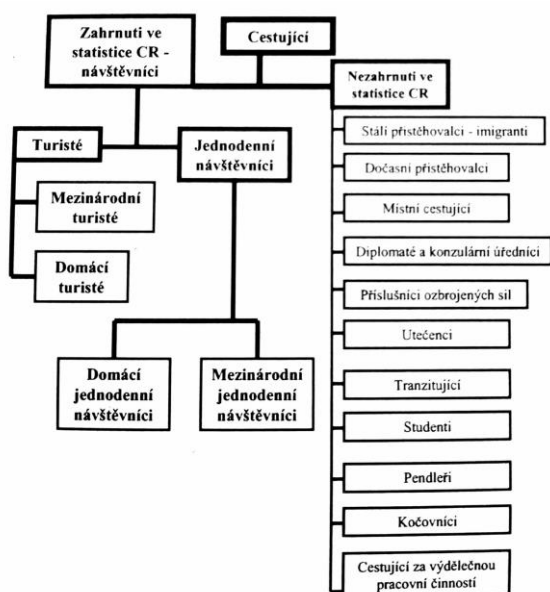 Cestující
Zahrnuti ve
statistice CR -
návštěvníci
Nezahrnuti ve
statistice CR
Turisté
Jednodenní
návštěvníci
Mezinárodní
turisté
Domácí
turisté
Domácí
jednodenní
návštěvníci
Mezinárodní
jednodenní
návštěvníci
Stálí přistěhovalci - imigranti
Dočasní přistěhovalci
Místní cestující
Diplomaté a konzulární úředníci
Příslušníci ozbrojených sil
Utečenci
Tranzitující
Studenti
Pendleři
Kočovníci
Cestující za výdělečnou
pracovní činností